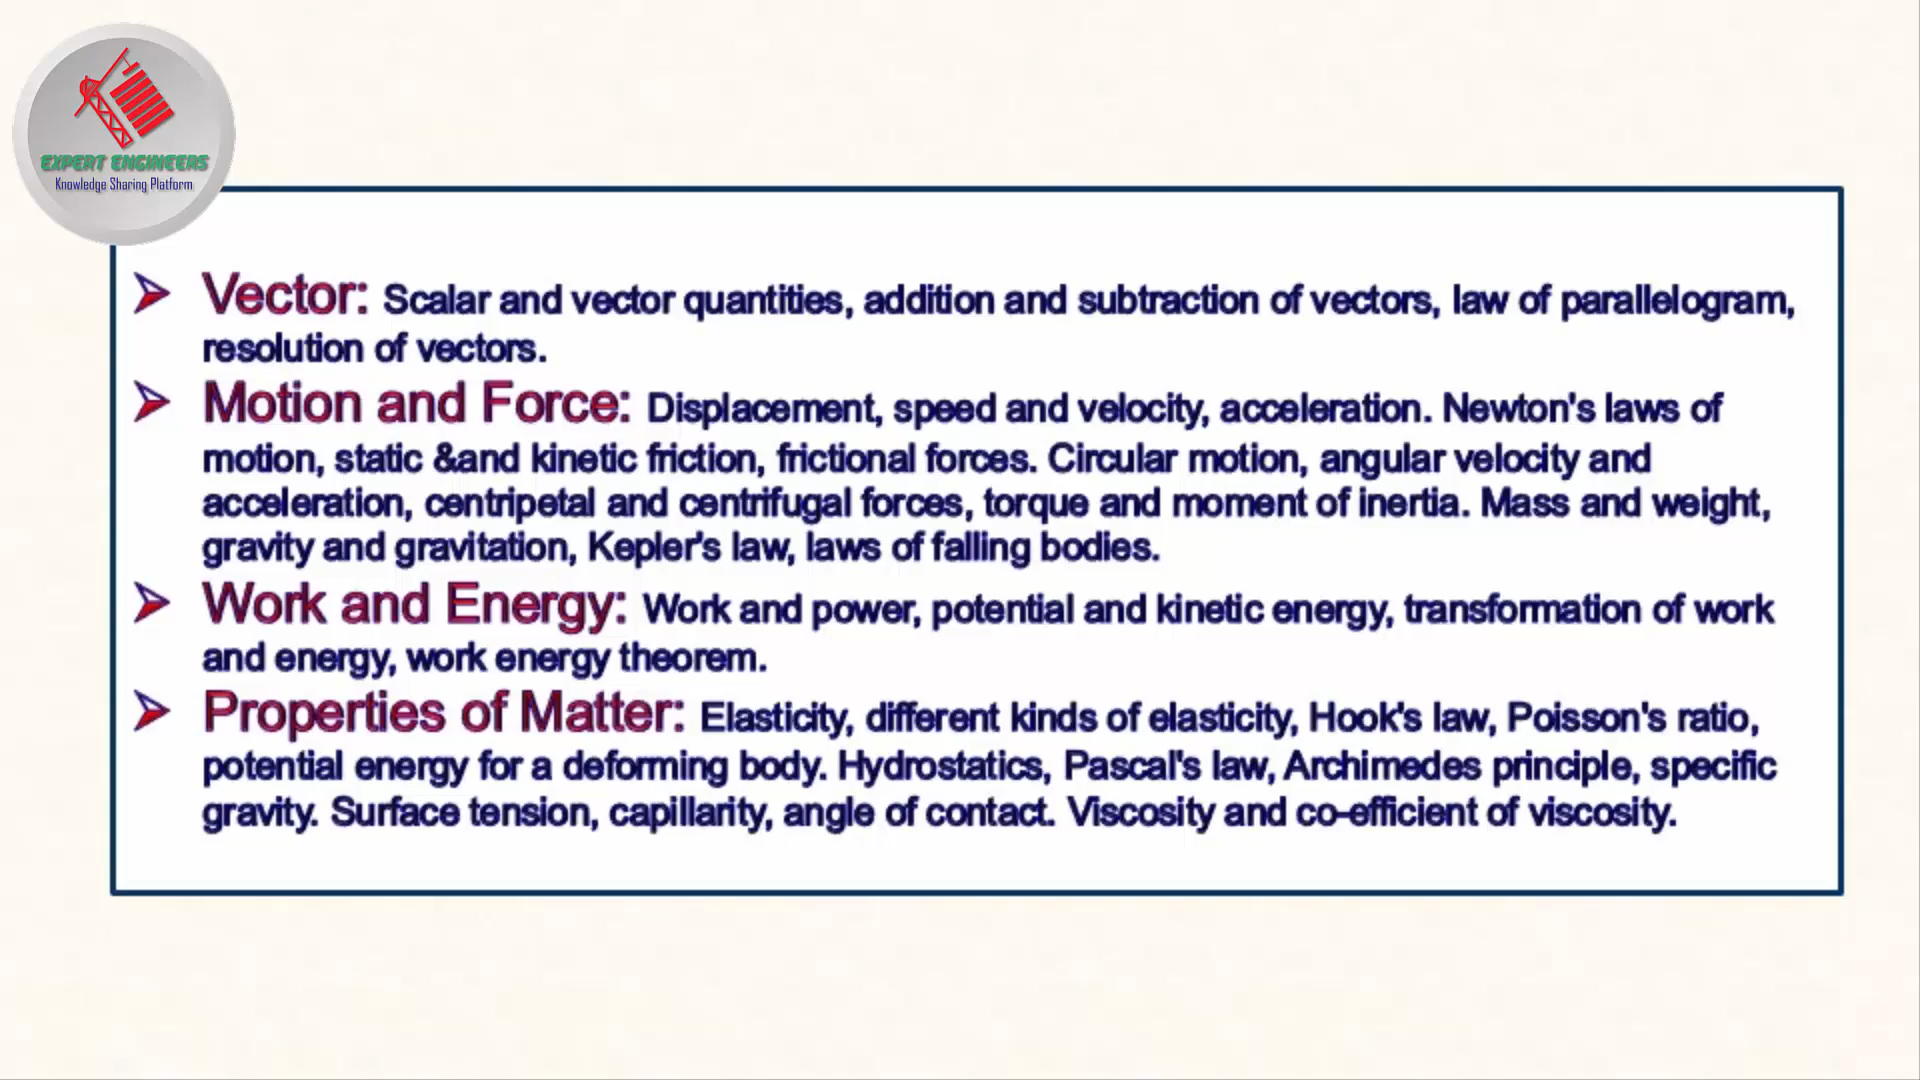 EXPERT ENGINEERS
Knowledge Sharing Platform
Vector: Scalar and vector quantities, addition and subtraction of vectors, law of parallelogram,
resolution of vectors.
Motion and Force: Displacement, speed and velocity, acceleration. Newton's laws of
motion, static &and kinetic friction, frictional forces. Circular motion, angular velocity and
acceleration, centripetal and centrifugal forces, torque and moment of inertia. Mass and weight,
gravity and gravitation, Kepler's law, laws of falling bodies.
Work and Energy: Work and power, potential and kinetic energy, transformation of work
and energy, work energy theorem.
Properties of Matter: Elasticity, different kinds of elasticity, Hook's law, Poisson's ratio,
potential energy for a deforming body. Hydrostatics, Pascal's law, Archimedes principle, specific
gravity. Surface tension, capillarity, angle of contact. Viscosity and co-efficient of viscosity.